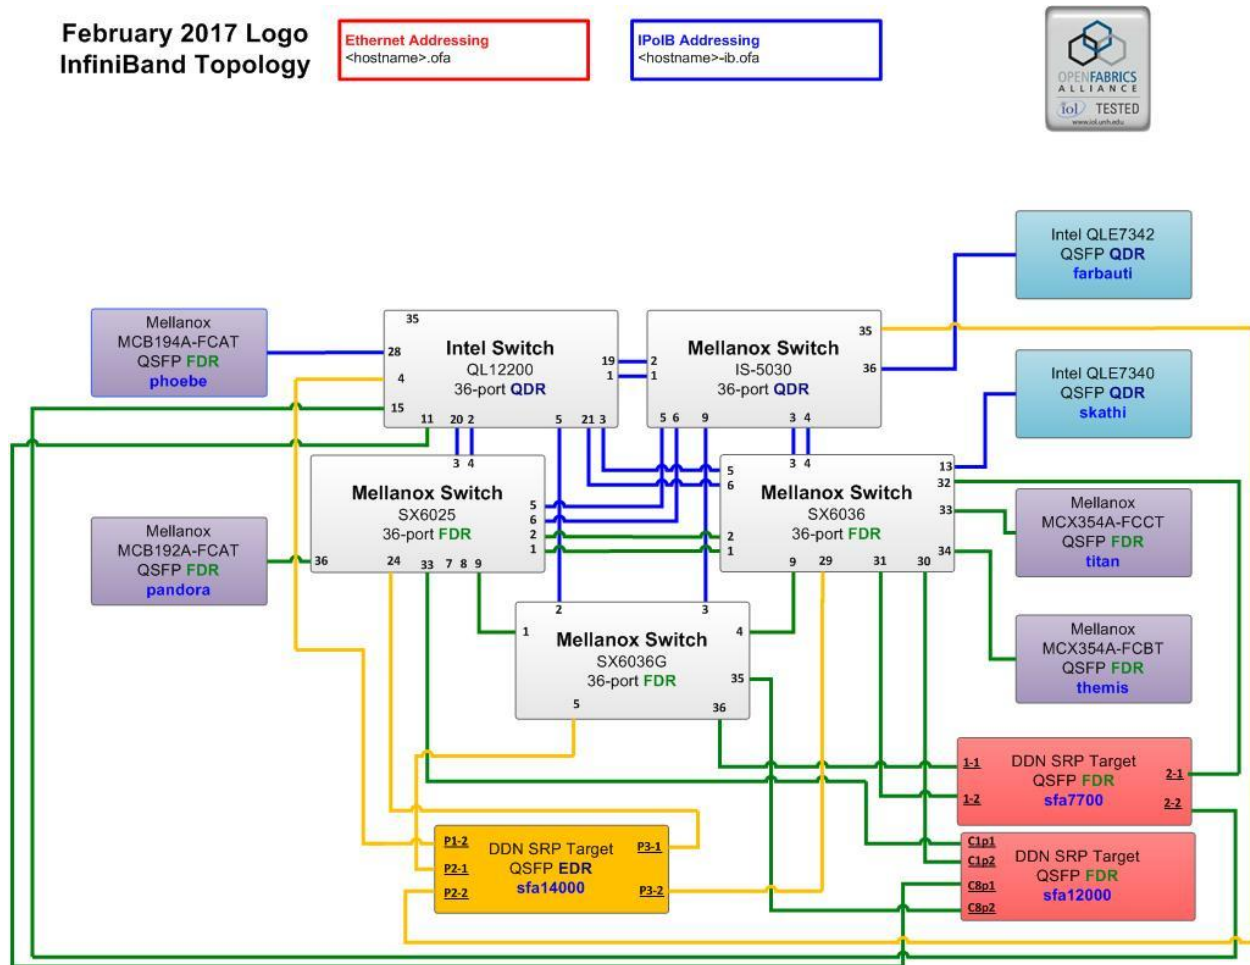 February 2017 Logo
InfiniBand Topology
Ethernet Addressing
<hostname>.ofa
IPoIB Addressing
<hostname>-ib.ofa
OPENFABRICS
ALLIANCE
iol TESTED
www.iol.unh.edu
Intel QLE7342
QSFP QDR
farbauti
Mellanox
MCB194A-FCAT
QSFP FDR
phoebe
35
28
4
15
11
20
2
5
21
3
19
1
Intel Switch
QL12200
36-port QDR
2
1
Mellanox Switch
IS-5030
36-port QDR
35
36
5
6
9
3
4
Intel QLE7340
QSFP QDR
skathi
3
4
Mellanox Switch
SX6025
36-port FDR
5
6
2
1
36
24
33
7
8
9
3
4
5
6
2
1
Mellanox Switch
SX6036
36-port FDR
13
32
33
34
9
29
31
30
Mellanox
MCX354A-FCCT
QSFP FDR
titan
Mellanox
MCB192A-FCAT
QSFP FDR
pandora
2
3
1
4
Mellanox Switch
SX6036G
36-port FDR
35
5
36
Mellanox
MCX354A-FCBT
QSFP FDR
themis
1-1
1-2
DDN SRP Target
QSFP FDR
sfa7700
2-1
2-2
P1-2
P2-1
P2-2
DDN SRP Target
QSFP EDR
sfa14000
P3-1
P3-2
C1p1
C1p2
C8p1
C8p2
DDN SRP Target
QSFP FDR
sfa12000